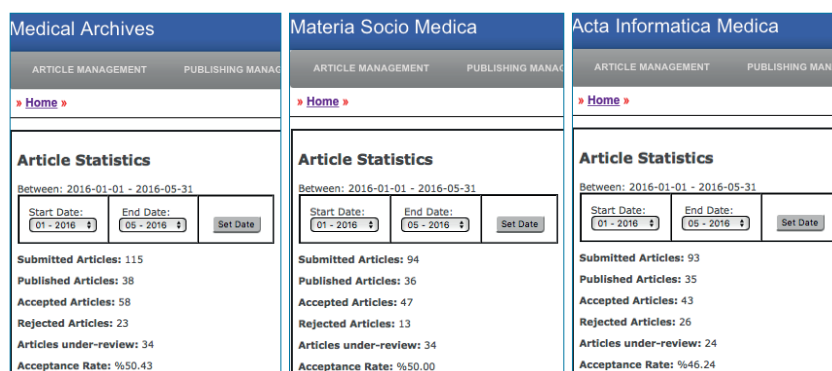 Medical Archives
ARTICLE MANAGEMENT PUBLISHING MANAG
» Home »
Article Statistics
Between: 2016-01-01 - 2016-05-31
Start Date: End Date:
01 - 2016 05 - 2016 Set Date
Submitted Articles: 115
Published Articles: 38
Accepted Articles: 58
Rejected Articles: 23
Articles under-review: 34
Acceptance Rate: %50.43
Materia Socio Medica
ARTICLE MANAGEMENT PUBLISHING MANAG
» Home »
Article Statistics
Between: 2016-01-01 - 2016-05-31
Start Date: End Date:
01 - 2016 05 - 2016 Set Date
Submitted Articles: 94
Published Articles: 36
Accepted Articles: 47
Rejected Articles: 13
Articles under-review: 34
Acceptance Rate: %50.00
Acta Informatica Medica
ARTICLE MANAGEMENT PUBLISHING MAN
» Home »
Article Statistics
Between: 2016-01-01 - 2016-05-31
Start Date: End Date:
01 - 2016 05 - 2016 Set Date
Submitted Articles: 93
Published Articles: 35
Accepted Articles: 43
Rejected Articles: 26
Articles under-review: 24
Acceptance Rate: %46.24